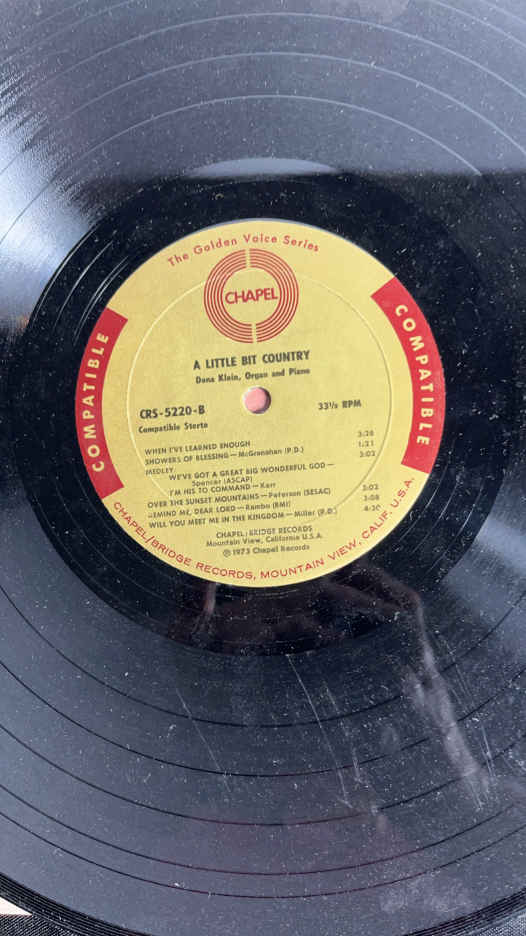 The Golden Voice Series
CHAPEL
COMPATIBLE
COMPATIBLE
A LITTLE BIT COUNTRY
Dona Klein, Organ and Piano
CRS-5220-B
33⅓ RPM
Compatible Stereo
WHEN I'VE LEARNED ENOUGH 3:26
SHOWERS OF BLESSING—McGranahan (P.D.) 1:21
MEDLEY 3:02
WE'VE GOT A GREAT BIG WONDERFUL GOD—
Spencer (ASCAP)
I'M HIS TO COMMAND—Kerr
OVER THE SUNSET MOUNTAINS—Peterson (SESAC) 3:02
REMIND ME, DEAR LORD—Rambo (BMI) 3:08
WILL YOU MEET ME IN THE KINGDOM—Miller (P.D.)
CHAPEL/BRIDGE RECORDS
Mountain View, California U.S.A.
℗ 1973 Chapel Records
CHAPEL/BRIDGE RECORDS, MOUNTAIN VIEW, CALIF. U.S.A.